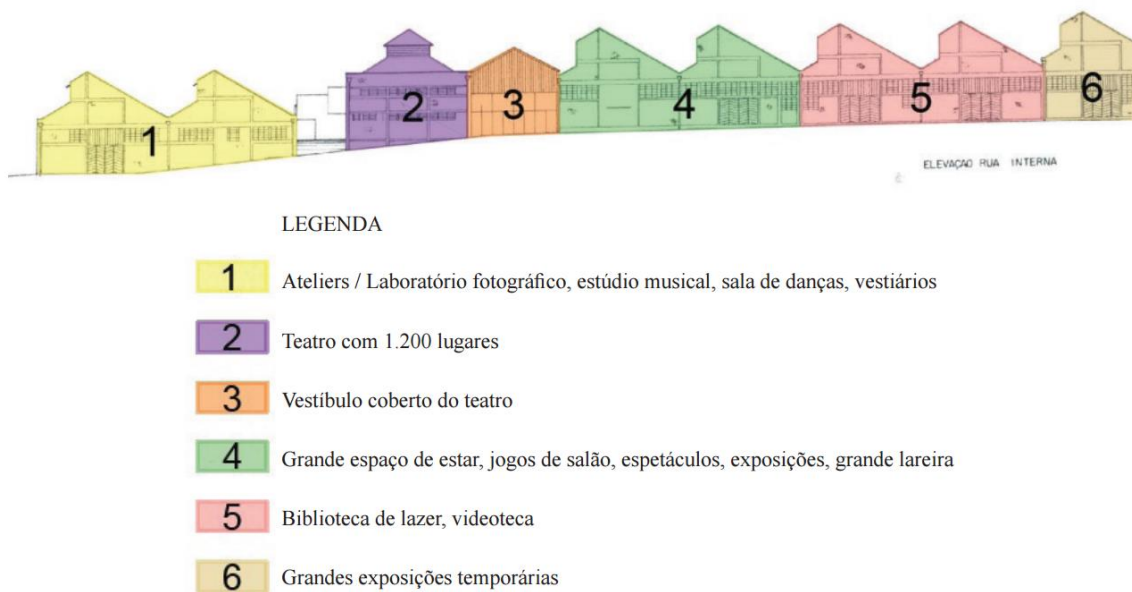 1 2 3 4 5 6
ELEVAÇÃO RUA INTERNA
LEGENDA
1 Ateliers / Laboratório fotográfico, estúdio musical, sala de danças, vestiários
2 Teatro com 1.200 lugares
3 Vestíbulo coberto do teatro
4 Grande espaço de estar, jogos de salão, espetáculos, exposições, grande lareira
5 Biblioteca de lazer, videoteca
6 Grandes exposições temporárias